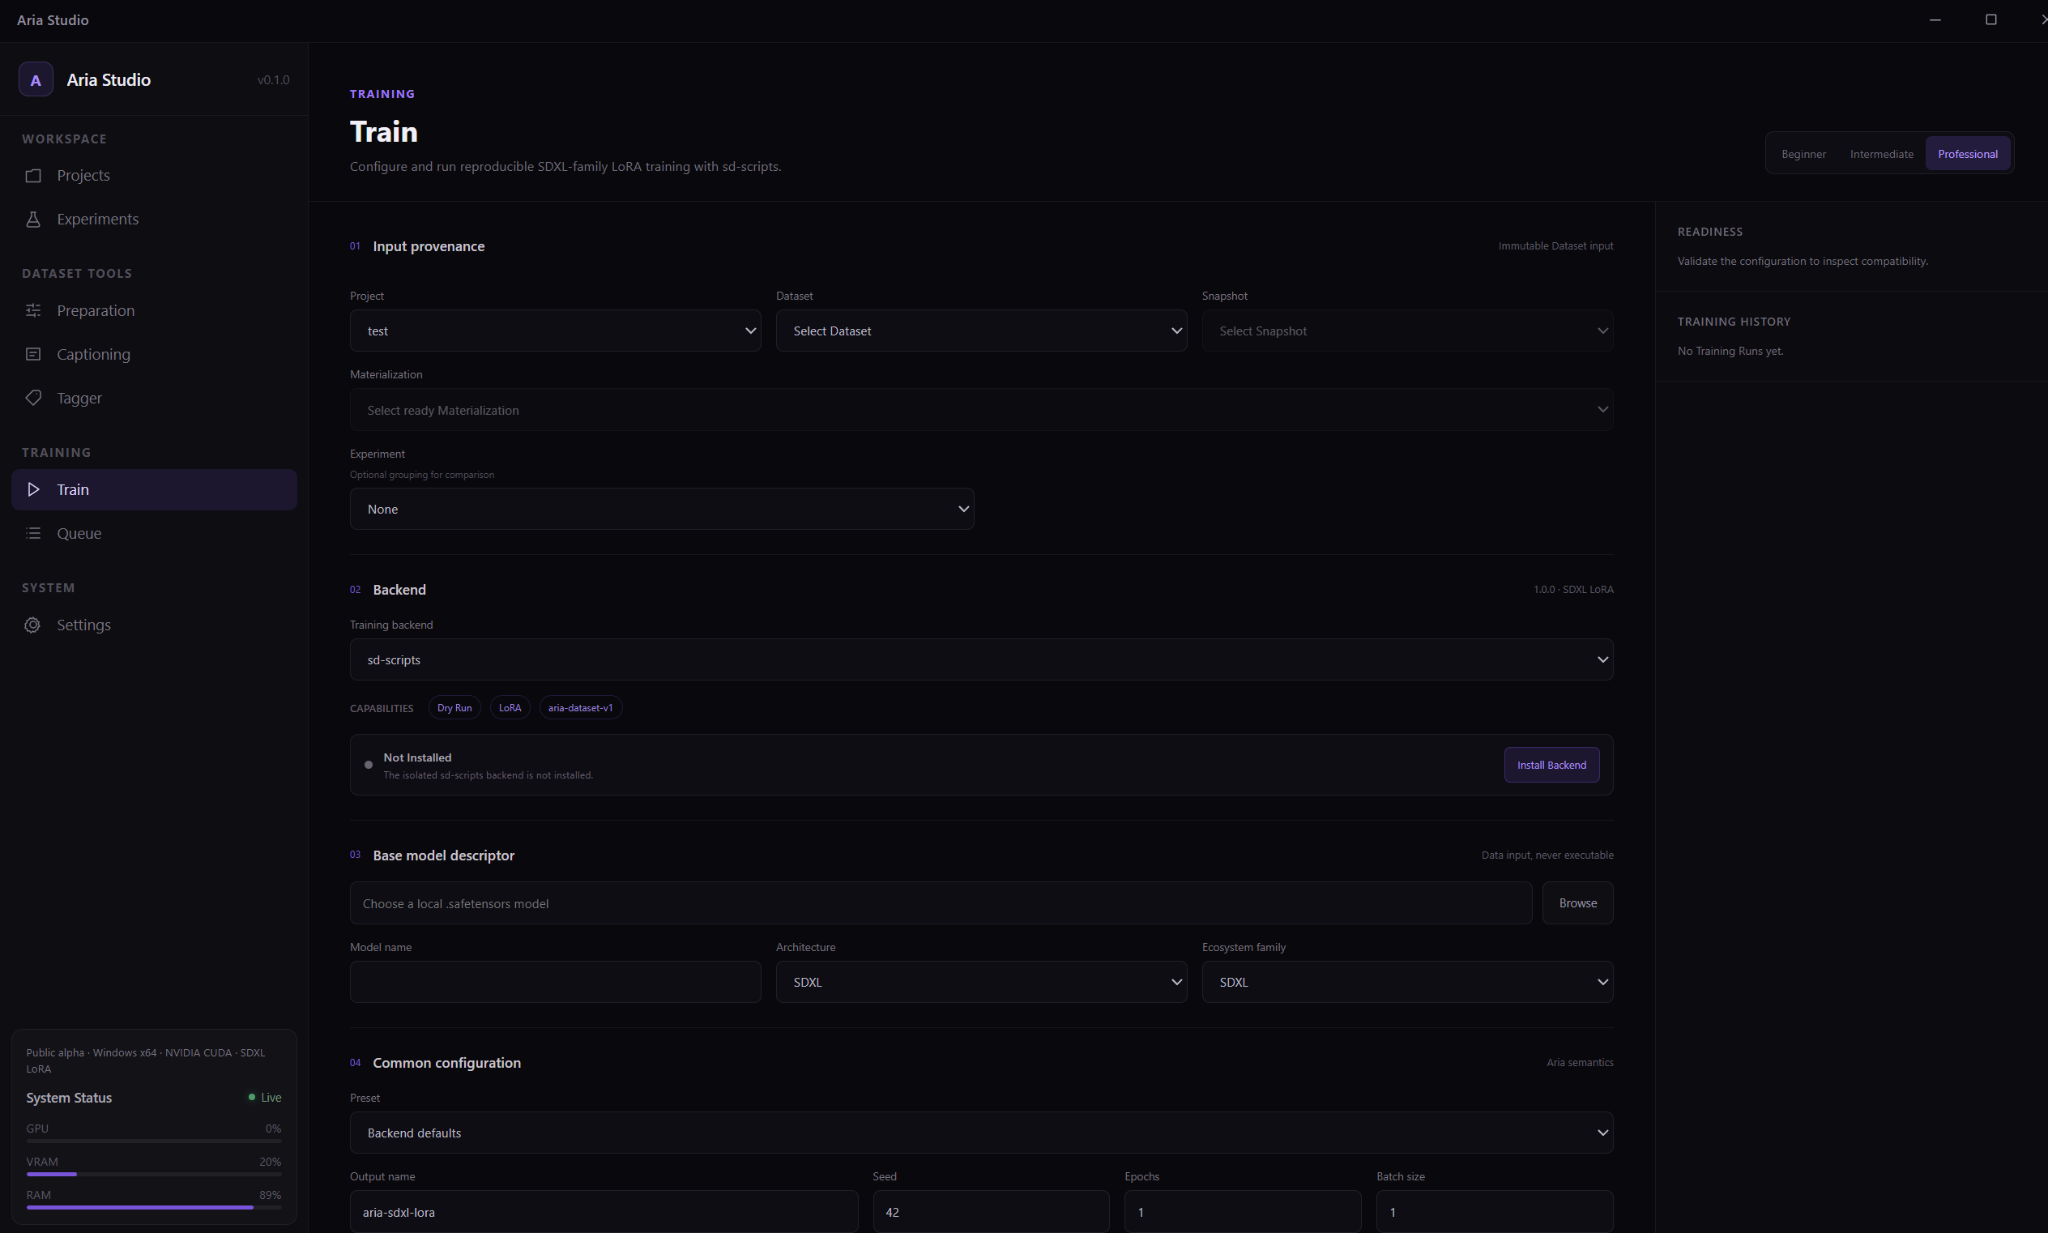 Aria Studio
A
Aria Studio
v0.1.0
WORKSPACE
Projects
Experiments
DATASET TOOLS
Preparation
Captioning
Tagger
TRAINING
Train
Queue
SYSTEM
Settings
Public alpha · Windows x64 · NVIDIA CUDA · SDXL
LoRA
System Status
Live
GPU
0%
VRAM
20%
RAM
89%
TRAINING
Train
Configure and run reproducible SDXL-family LoRA training with sd-scripts.
Beginner
Intermediate
Professional
01
Input provenance
Immutable Dataset input
Project
Dataset
Snapshot
test
Select Dataset
Select Snapshot
Materialization
Select ready Materialization
Experiment
Optional grouping for comparison
None
02
Backend
1.0.0 · SDXL LoRA
Training backend
sd-scripts
CAPABILITIES
Dry Run
LoRA
aria-dataset-v1
Not Installed
The isolated sd-scripts backend is not installed.
Install Backend
03
Base model descriptor
Data input, never executable
Choose a local .safetensors model
Browse
Model name
Architecture
Ecosystem family
SDXL
SDXL
04
Common configuration
Aria semantics
Preset
Backend defaults
Output name
Seed
Epochs
Batch size
aria-sdxl-lora
42
1
1
READINESS
Validate the configuration to inspect compatibility.
TRAINING HISTORY
No Training Runs yet.